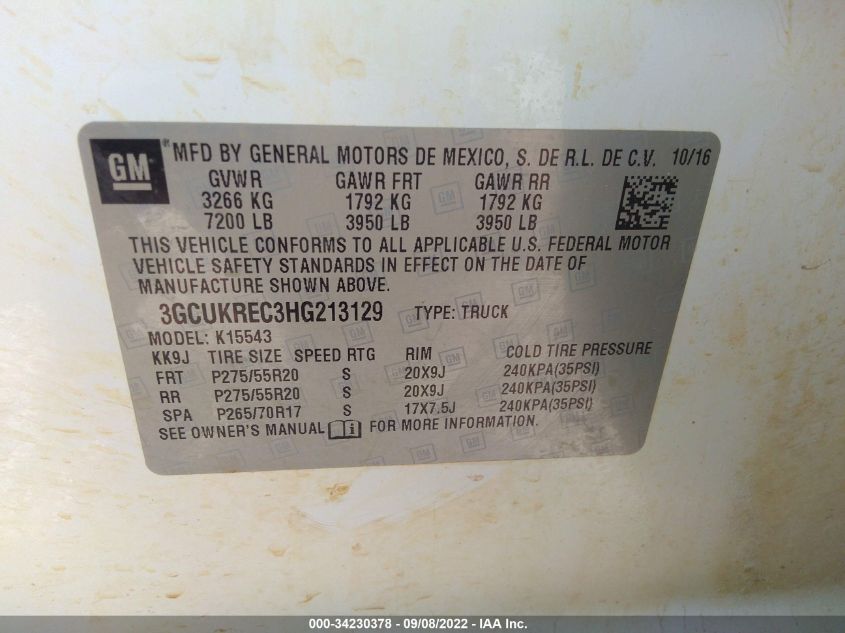 GM ® MFD BY GENERAL MOTORS DE MEXICO, S. DE R.L. DE C.V. 10/16
GVWR GAWR FRT GAWR RR
3266 KG 1792 KG 1792 KG
7200 LB 3950 LB 3950 LB
THIS VEHICLE CONFORMS TO ALL APPLICABLE U.S. FEDERAL MOTOR
VEHICLE SAFETY STANDARDS IN EFFECT ON THE DATE OF
MANUFACTURE SHOWN ABOVE.
3GCUKREC3HG213129 TYPE: TRUCK
MODEL: K15543
KK9J TIRE SIZE SPEED RTG RIM COLD TIRE PRESSURE
FRT P275/55R20 S 20X9J 240KPA(35PSI)
RR P275/55R20 S 20X9J 240KPA(35PSI)
SPA P265/70R17 S 17X7.5J 240KPA(35PSI)
SEE OWNER'S MANUAL i FOR MORE INFORMATION.
000-34230378 - 09/08/2022 - IAA Inc.